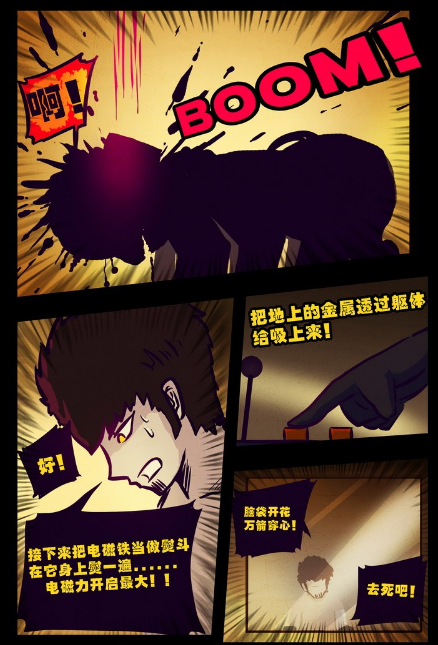 BOOM!
啊！
好！
接下来把电磁铁当做熨斗
在它身上熨一遍......
电磁力开启最大！！
把地上的金属透过躯体
给吸上来！
脑袋开花
万箭穿心！
去死吧！